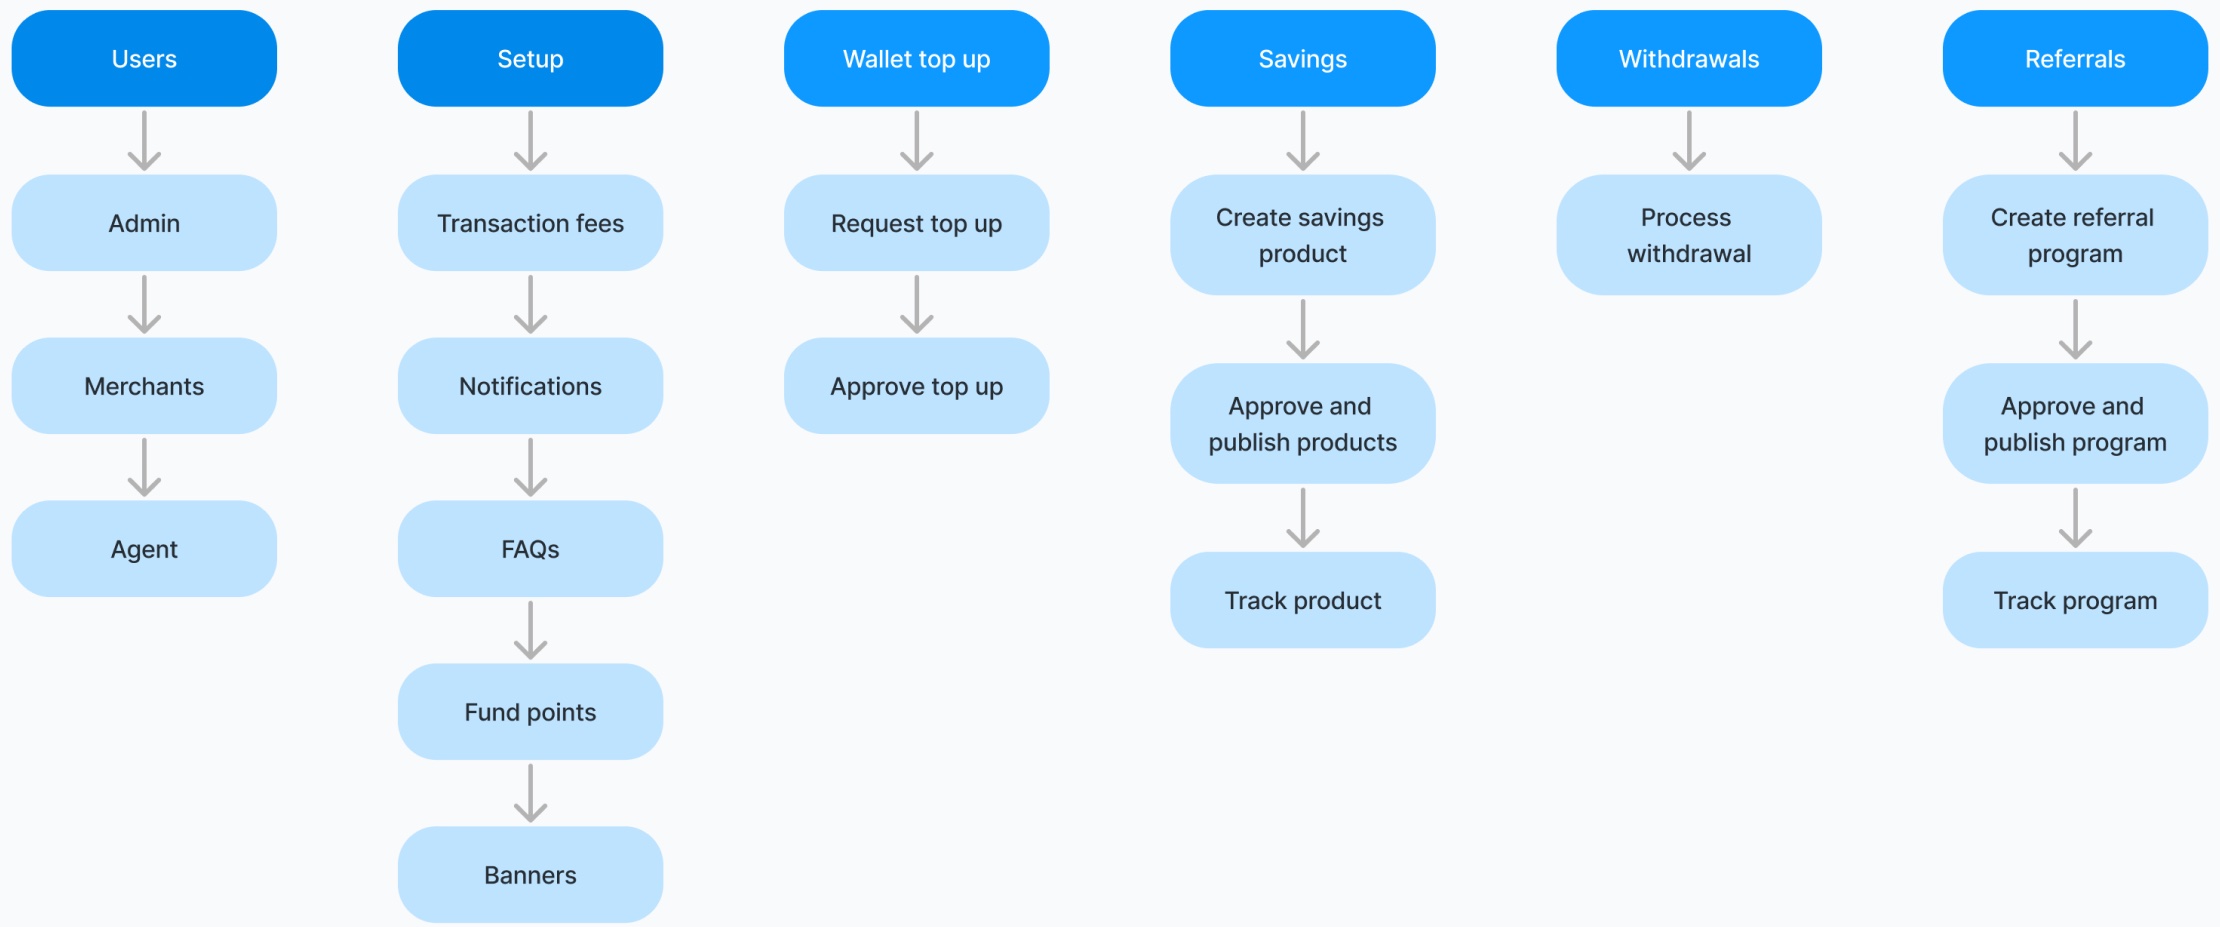 Users
Admin
Merchants
Agent
Setup
Transaction fees
Notifications
FAQs
Fund points
Banners
Wallet top up
Request top up
Approve top up
Savings
Create savings
product
Approve and
publish products
Track product
Withdrawals
Process
withdrawal
Referrals
Create referral
program
Approve and
publish program
Track program